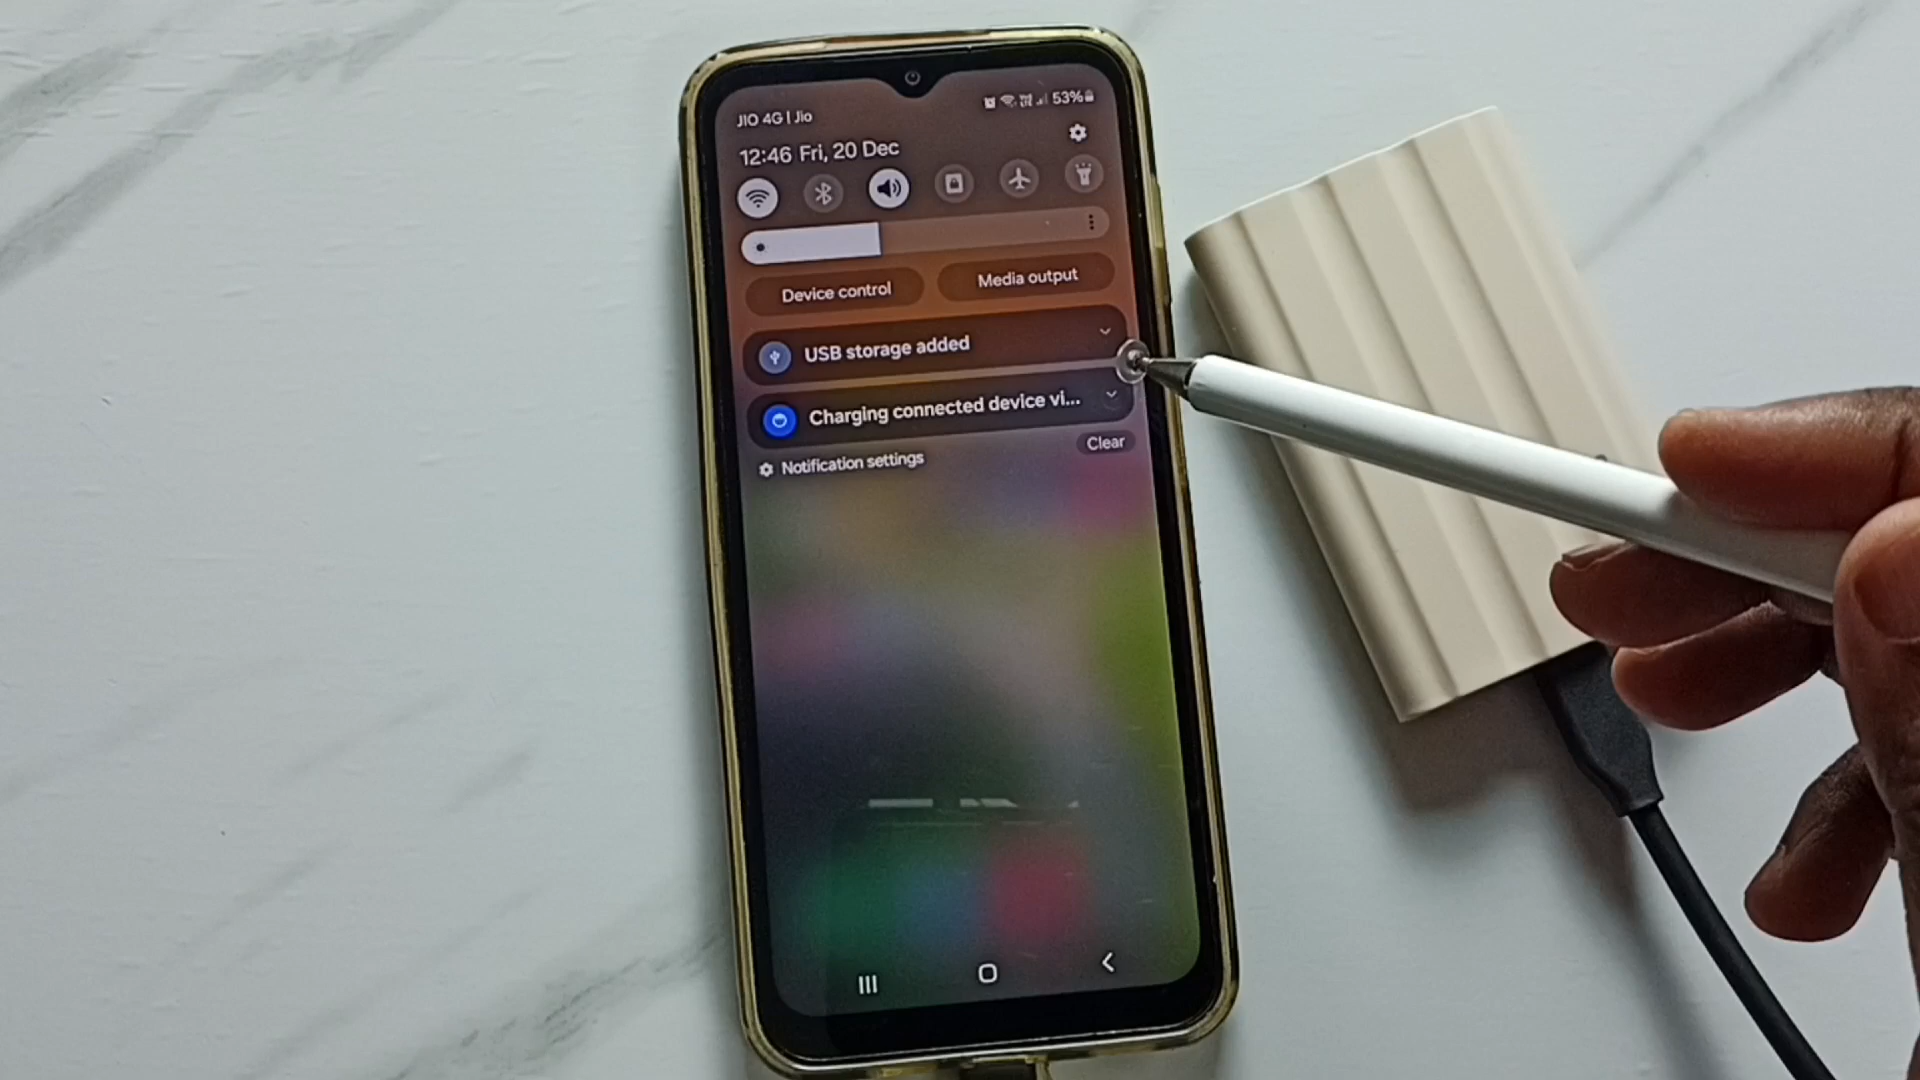 JIO 4G | Jio
53%
12:46 Fri, 20 Dec
Device control
Media output
USB storage added
Charging connected device vi...
Clear
Notification settings